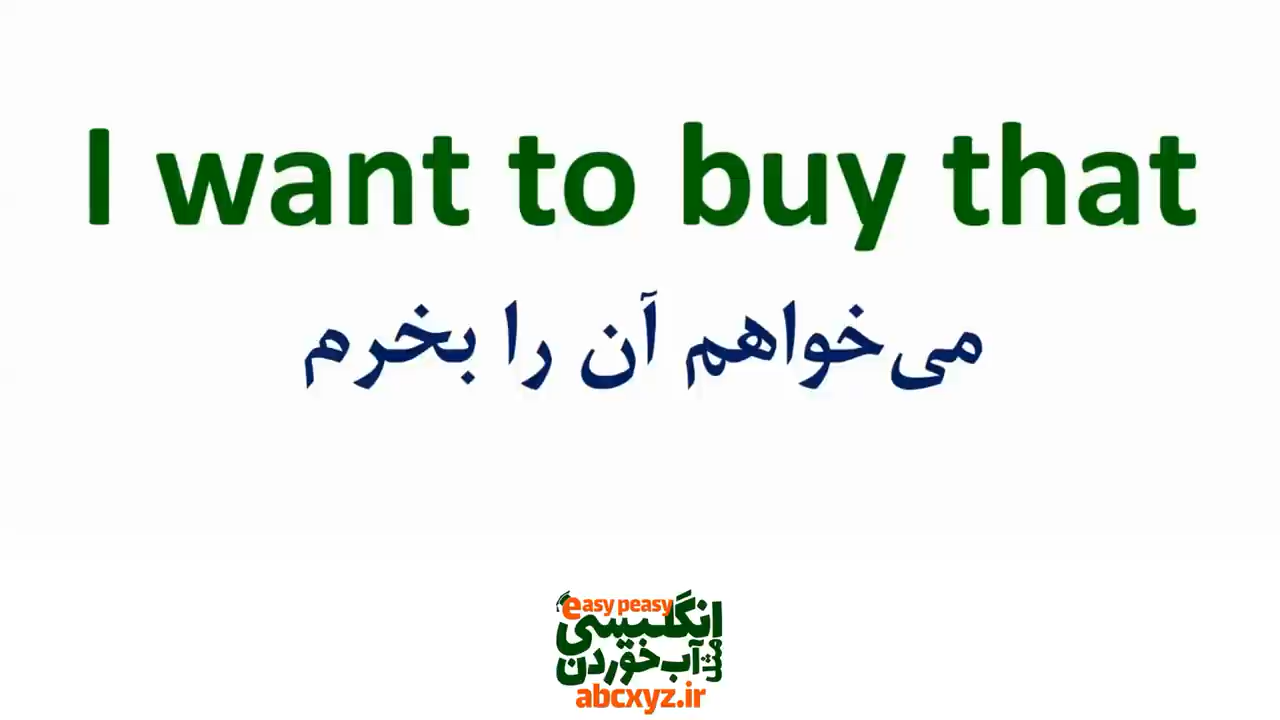 I want to buy that
می‌خواهم آن را بخرم
easy peasy
انگلیسی
مثل آب خوردن
abcxyz.ir